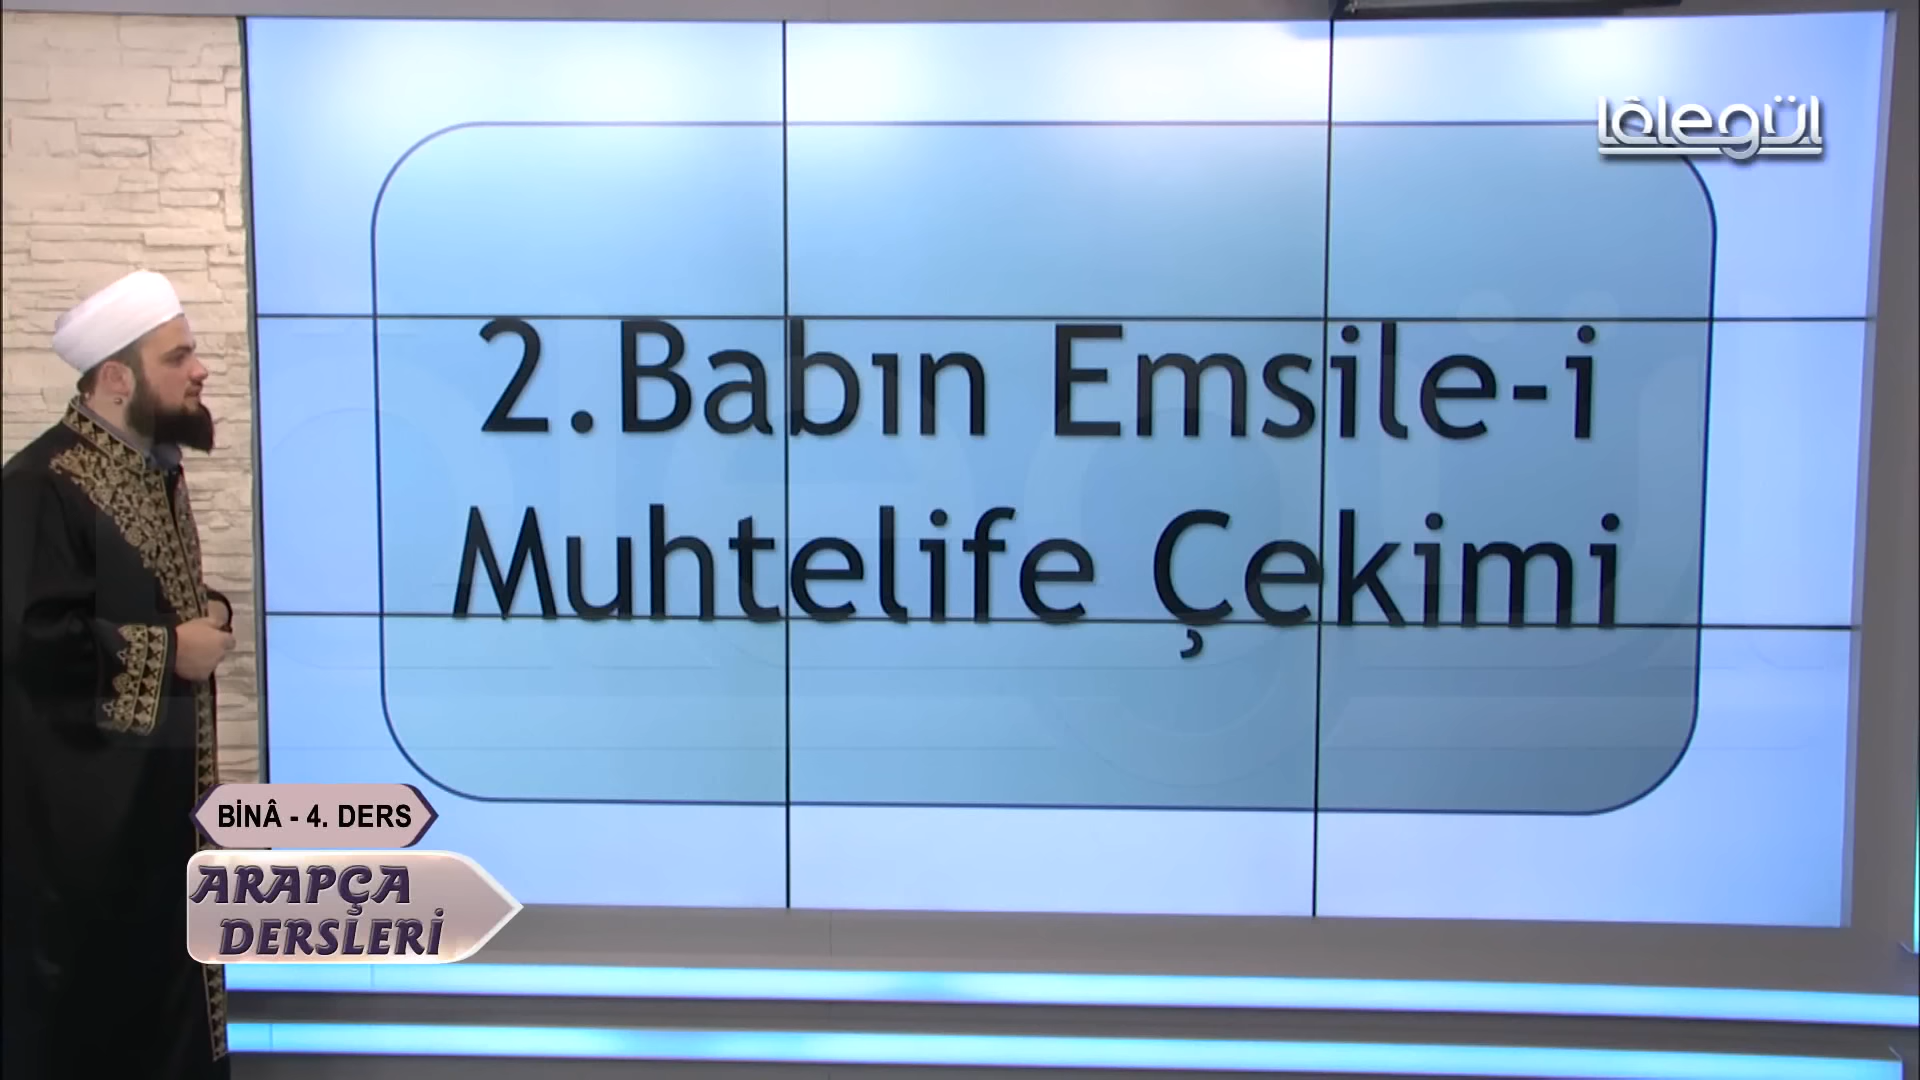 lâlegül
2.Babın Emsile-i
Muhtelife Çekimi
BİNÂ - 4. DERS
ARAPÇA
DERSLERİ